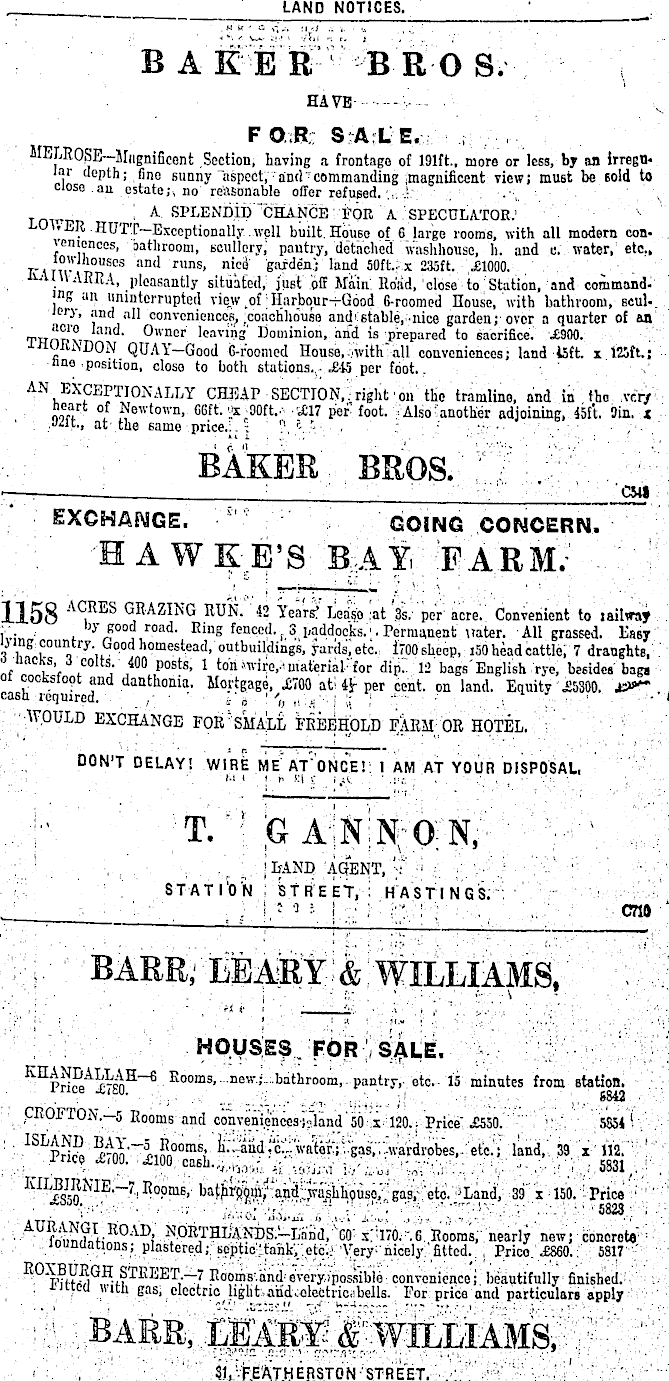 LAND NOTICES.
BAKER BROS.
HAVE
FOR SALE.
MELROSE—Magnificent Section, having a frontage of 191ft., more or less, by an irregu-
lar depth; fine sunny aspect, and commanding magnificent view; must be sold to
close an estate; no reasonable offer refused.
A SPLENDID CHANCE FOR A SPECULATOR.
LOWER HUTT—Exceptionally well built House of 6 large rooms, with all modern con-
veniences, bathroom, scullery, pantry, detached washhouse, h. and c. water, etc.,
fowlhouses and runs, nice garden; land 50ft. x 235ft. £1000.
KAIWARRA, pleasantly situated, just off Main Road, close to Station, and command-
ing an uninterrupted view of Harbour—Good 6-roomed House, with bathroom, scul-
lery, and all conveniences, coachhouse and stable, nice garden; over a quarter of an
acre land. Owner leaving Dominion, and is prepared to sacrifice. £900.
THORNDON QUAY—Good 6-roomed House, with all conveniences; land 45ft. x 125ft.;
fine position, close to both stations. £45 per foot.
AN EXCEPTIONALLY CHEAP SECTION, right on the tramline, and in the very
heart of Newtown, 66ft. x 90ft. £17 per foot. Also another adjoining, 45ft. 9in. x
92ft., at the same price.
BAKER BROS.
C548
EXCHANGE. GOING CONCERN.
HAWKE'S BAY FARM.
1158 ACRES GRAZING RUN. 42 Years' Lease at 3s. per acre. Convenient to railway
by good road. Ring fenced. 8 paddocks. Permanent water. All grassed. Easy
lying country. Good homestead, outbuildings, yards, etc. 1700 sheep, 150 head cattle, 7 draughts,
3 hacks, 3 colts. 400 posts, 1 ton wire, material for dip. 12 bags English rye, besides bags
of cocksfoot and danthonia. Mortgage, £700 at 4½ per cent. on land. Equity £5300.
cash required.
WOULD EXCHANGE FOR SMALL FREEHOLD FARM OR HOTEL.
DON'T DELAY! WIRE ME AT ONCE! I AM AT YOUR DISPOSAL.
T. GANNON,
LAND AGENT,
STATION STREET, HASTINGS.
C710
BARR, LEARY & WILLIAMS,
HOUSES FOR SALE.
KHANDALLAH—6 Rooms, new; bathroom, pantry, etc. 15 minutes from station.
Price £780. 5842
CROFTON.—5 Rooms and conveniences; land 50 x 120. Price £550. 5854
ISLAND BAY.—5 Rooms, h. and c. water; gas, wardrobes, etc.; land, 39 x 112.
Price £700. £100 cash. 5831
KILBIRNIE.—7 Rooms, bathroom, and washhouse, gas, etc. Land, 39 x 150. Price
£850. 5823
AURANGI ROAD, NORTHLANDS.—Land, 60 x 170. 6 Rooms, nearly new; concrete
foundations; plastered; septic tank, etc. Very nicely fitted. Price £860. 5817
ROXBURGH STREET.—7 Rooms and every possible convenience; beautifully finished.
Fitted with gas, electric light and electric bells. For price and particulars apply
BARR, LEARY & WILLIAMS,
31, FEATHERSTON STREET.